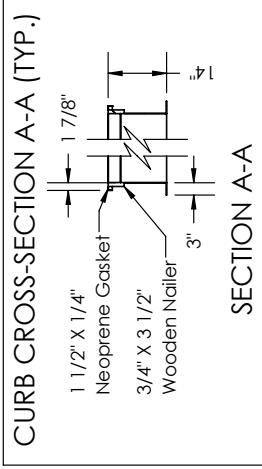 CURB CROSS-SECTION A-A (TYP.)
1 7/8"
1 1/2" X 1/4"
Neoprene Gasket
3/4" X 3 1/2"
Wooden Nailer
14"
3"
SECTION A-A